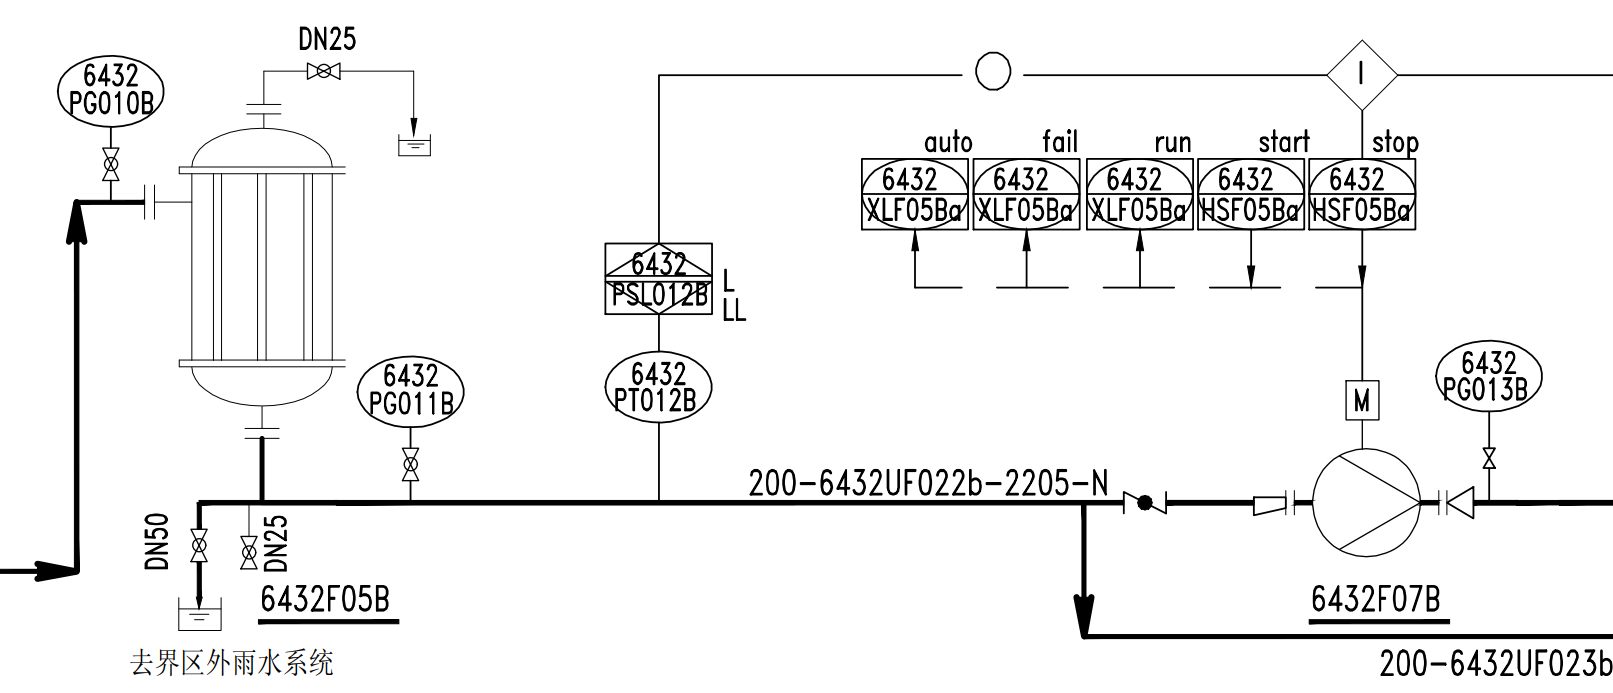 DN25
6432
PG010B
I
auto
fail
run
start
stop
6432
XLF05Ba
6432
XLF05Ba
6432
XLF05Ba
6432
HSF05Ba
6432
HSF05Ba
6432
PSL012B
L
LL
6432
PG011B
6432
PT012B
M
6432
PG013B
200-6432UF022b-2205-N
DN50
DN25
6432F05B
6432F07B
去界区外雨水系统
200-6432UF023b